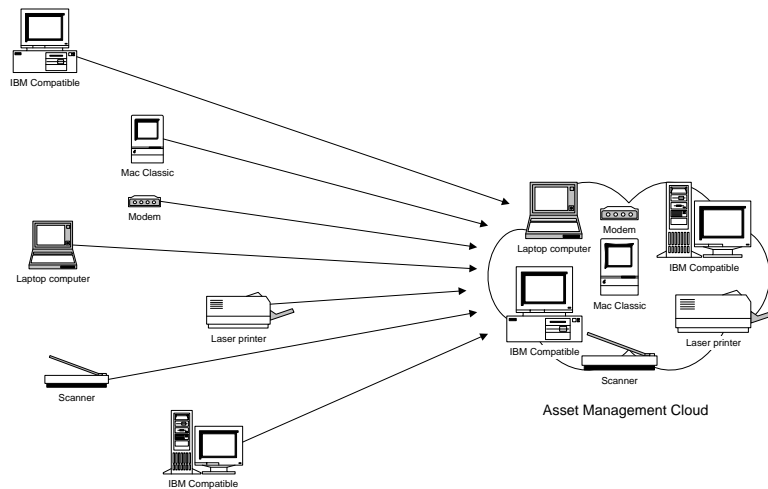 IBM Compatible
Mac Classic
Modem
Laptop computer
Laser printer
Scanner
IBM Compatible
Laptop computer
Modem
IBM Compatible
Mac Classic
Laser printer
IBM Compatible
Scanner
Asset Management Cloud